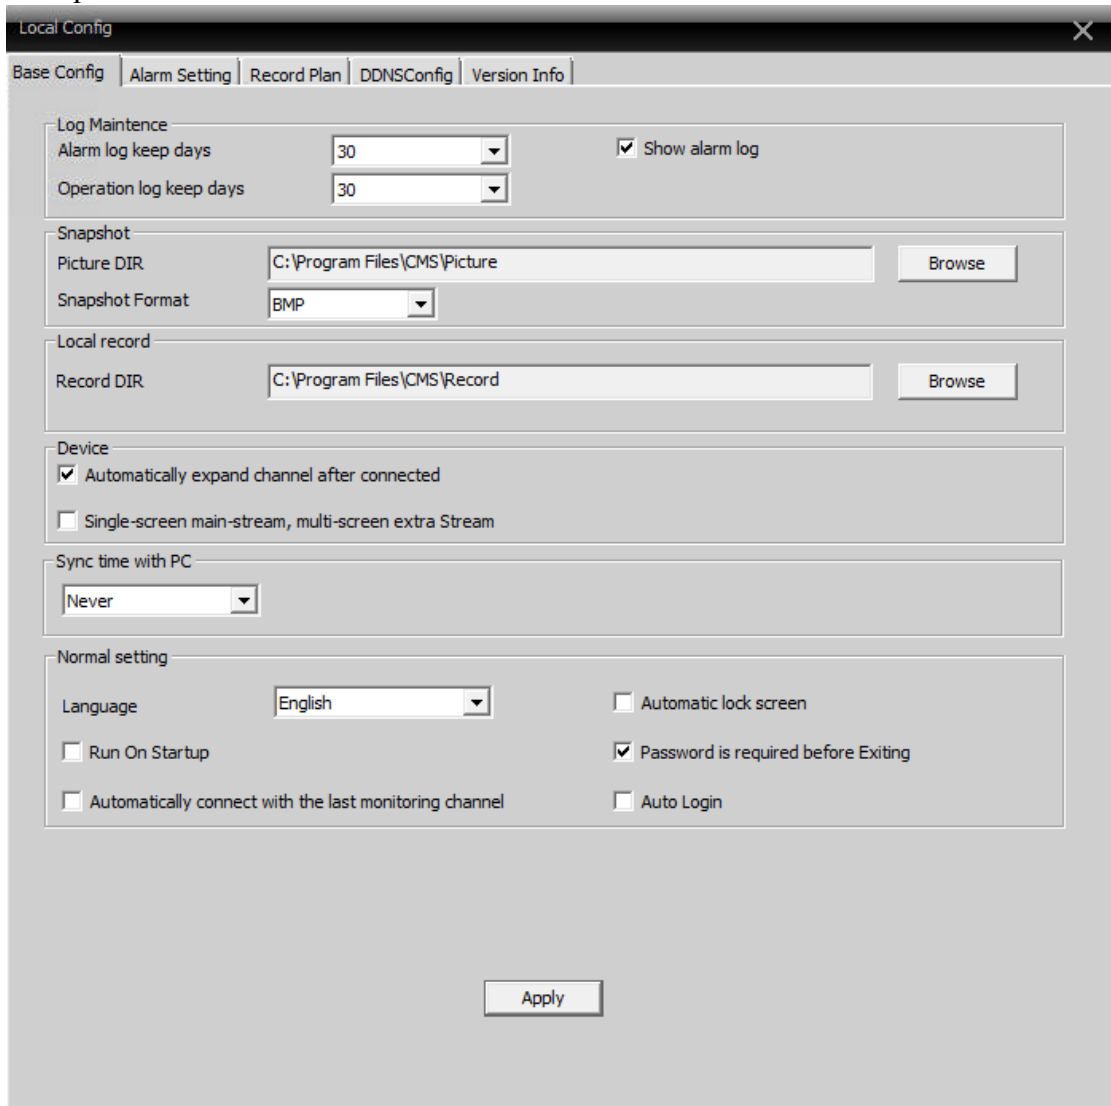 Local Config
Base Config Alarm Setting Record Plan DDNSConfig Version Info
Log Maintence
Alarm log keep days 30 Show alarm log
Operation log keep days 30
Snapshot
Picture DIR C:\Program Files\CMS\Picture Browse
Snapshot Format BMP
Local record
Record DIR C:\Program Files\CMS\Record Browse
Device
Automatically expand channel after connected
Single-screen main-stream, multi-screen extra Stream
Sync time with PC
Never
Normal setting
Language English Automatic lock screen
Run On Startup Password is required before Exiting
Automatically connect with the last monitoring channel Auto Login
Apply